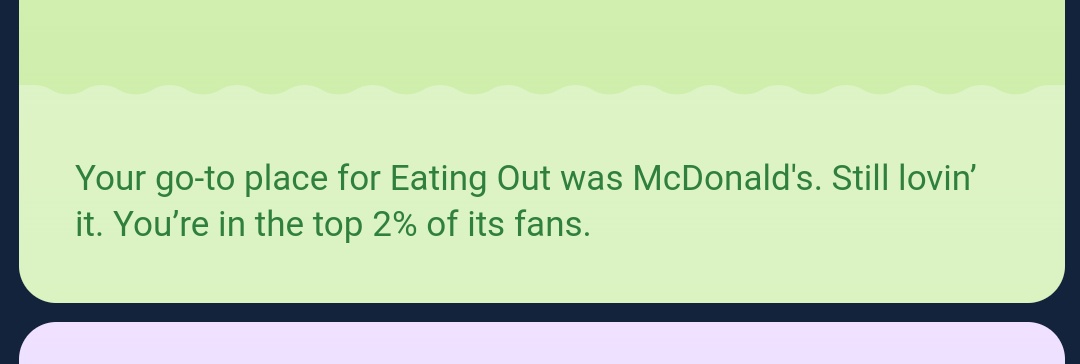 Your go-to place for Eating Out was McDonald's. Still lovin’
it. You’re in the top 2% of its fans.